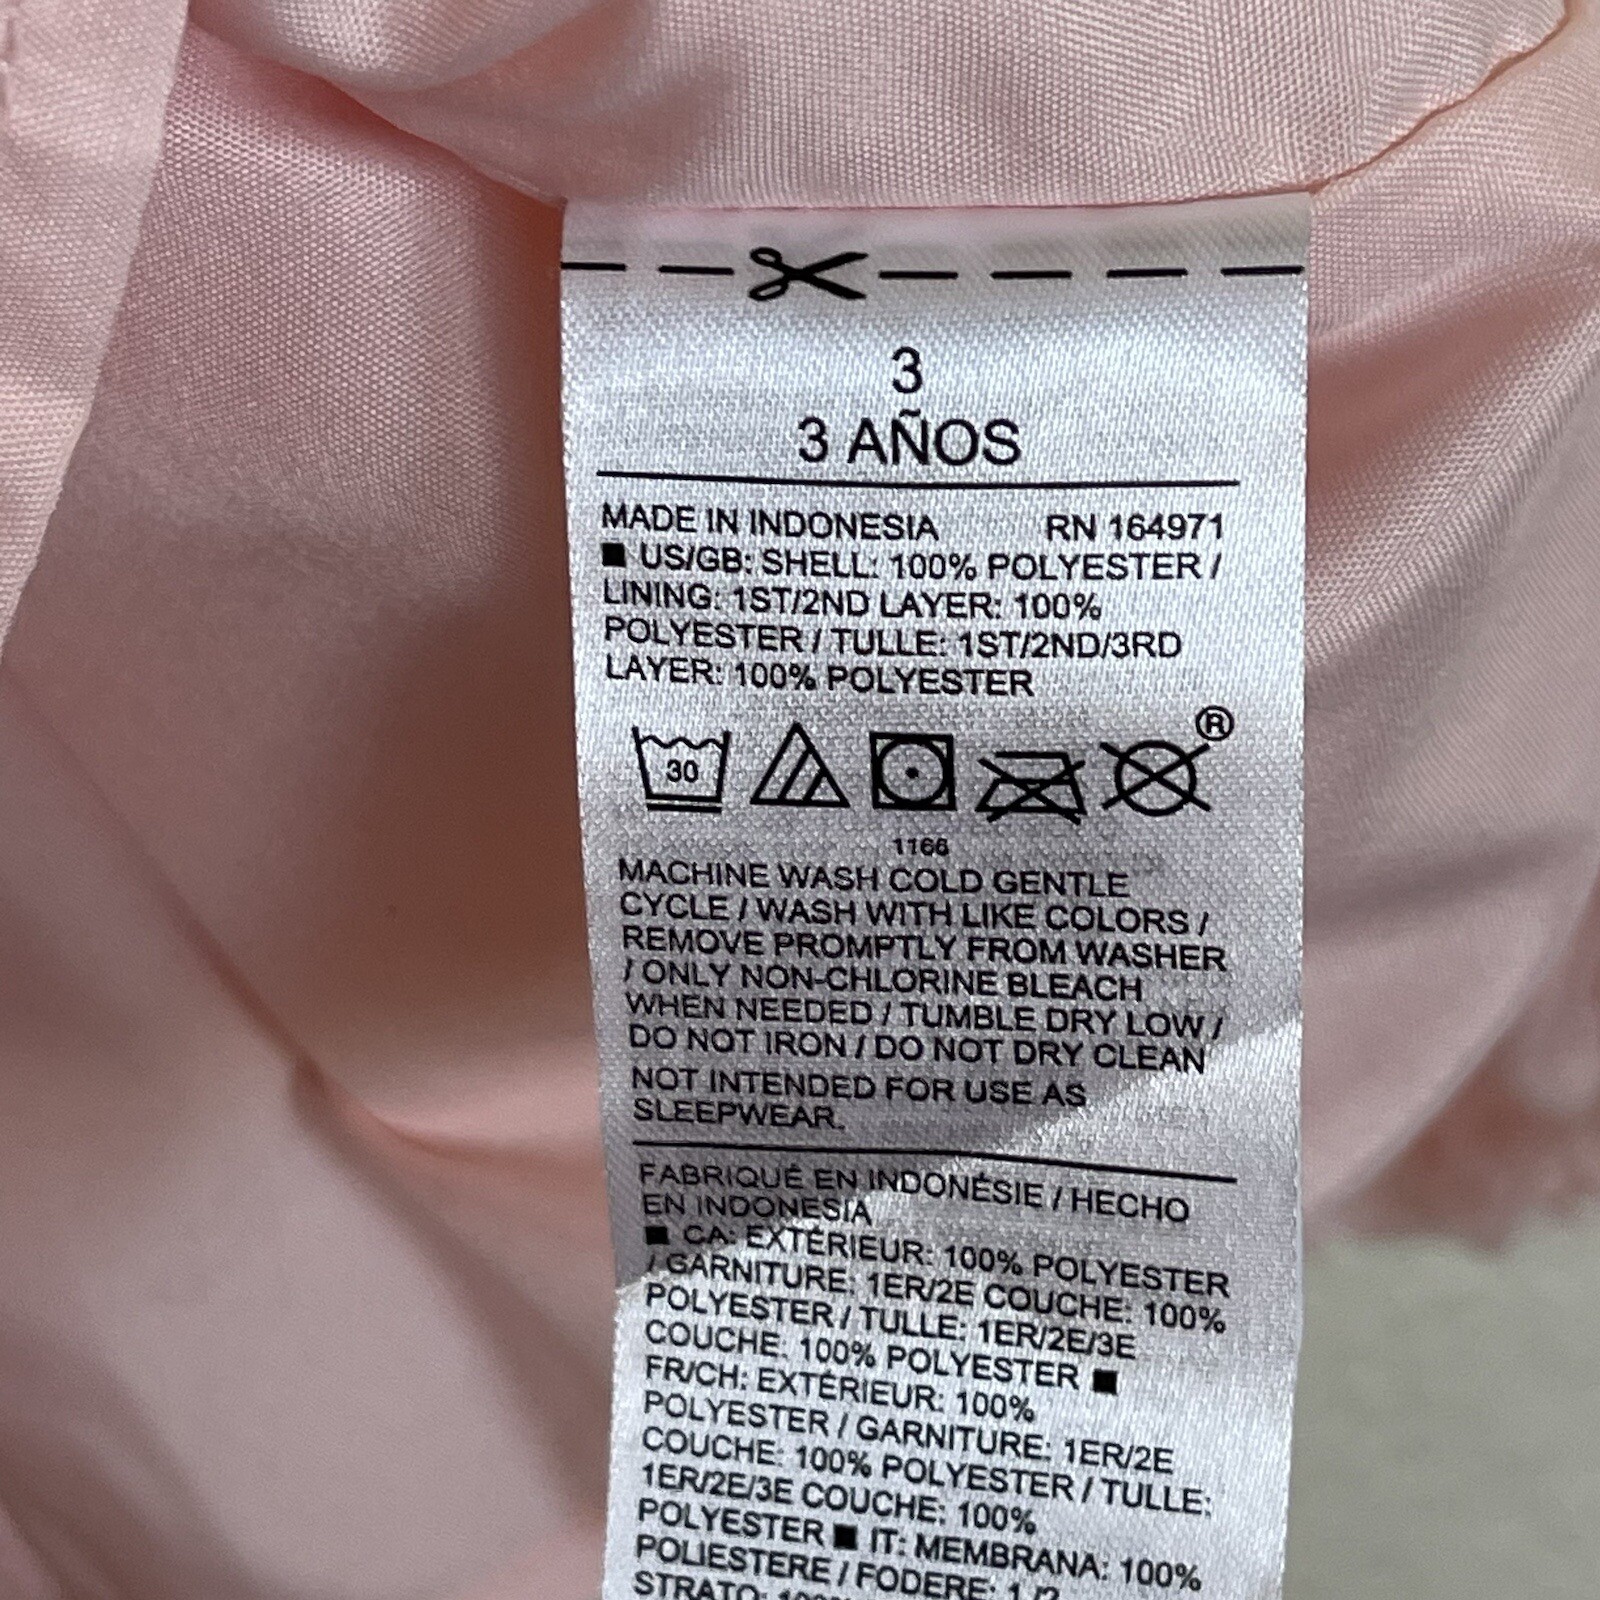 3
3 AÑOS
MADE IN INDONESIA RN 164971
■ US/GB: SHELL: 100% POLYESTER /
LINING: 1ST/2ND LAYER: 100%
POLYESTER / TULLE: 1ST/2ND/3RD
LAYER: 100% POLYESTER
®
30
1166
MACHINE WASH COLD GENTLE
CYCLE / WASH WITH LIKE COLORS /
REMOVE PROMPTLY FROM WASHER
/ ONLY NON-CHLORINE BLEACH
WHEN NEEDED / TUMBLE DRY LOW /
DO NOT IRON / DO NOT DRY CLEAN
NOT INTENDED FOR USE AS
SLEEPWEAR.
FABRIQUÉ EN INDONÉSIE / HECHO
EN INDONESIA
■ CA: EXTÉRIEUR: 100% POLYESTER
/ GARNITURE: 1ER/2E COUCHE: 100%
POLYESTER / TULLE: 1ER/2E/3E
COUCHE: 100% POLYESTER ■
FR/CH: EXTÉRIEUR: 100%
POLYESTER / GARNITURE: 1ER/2E
COUCHE: 100% POLYESTER / TULLE:
1ER/2E/3E COUCHE: 100%
POLYESTER ■ IT: MEMBRANA: 100%
POLIESTERE / FODERE: 1 /2
STRATO: 100%